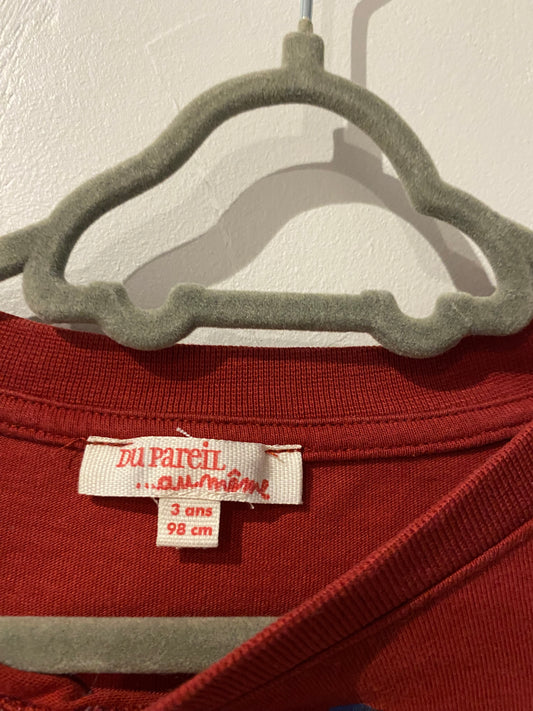 DU PAREIL
...au même
3 ans
98 cm